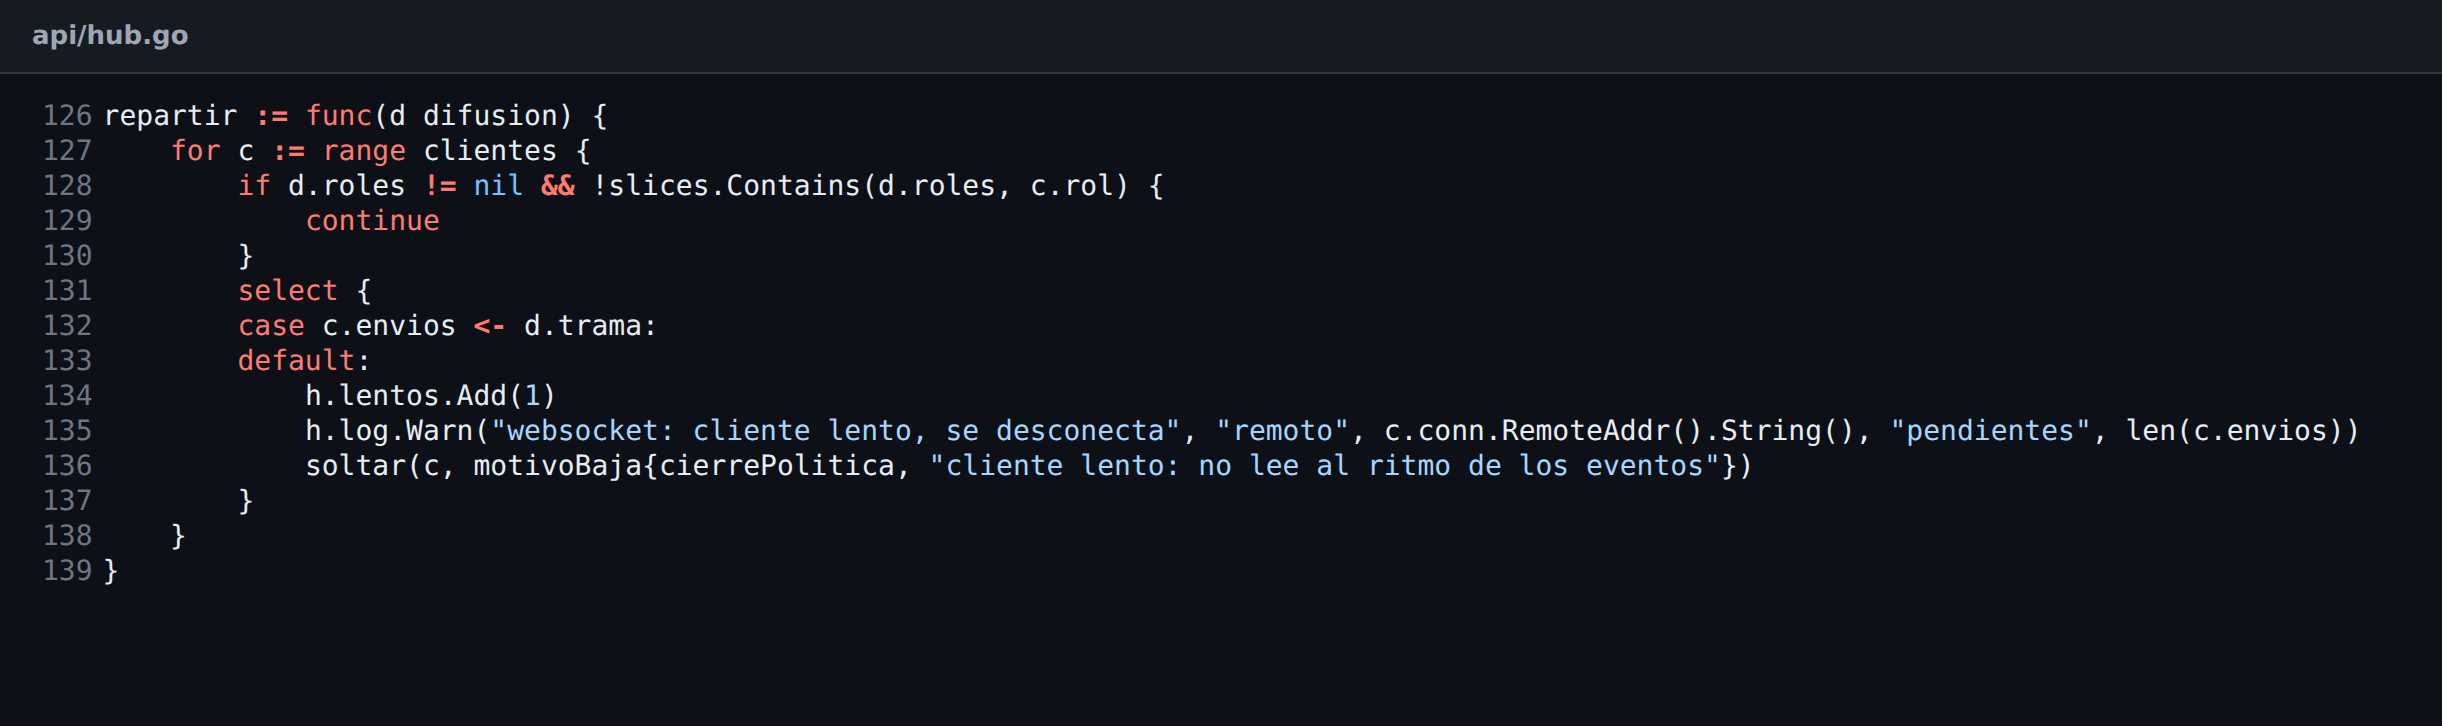 api/hub.go
126 repartir := func(d difusion) {
127     for c := range clientes {
128         if d.roles != nil && !slices.Contains(d.roles, c.rol) {
129             continue
130         }
131         select {
132         case c.envios <- d.trama:
133         default:
134             h.lentos.Add(1)
135             h.log.Warn("websocket: cliente lento, se desconecta", "remoto", c.conn.RemoteAddr().String(), "pendientes", len(c.envios))
136             soltar(c, motivoBaja{cierrePolitica, "cliente lento: no lee al ritmo de los eventos"})
137         }
138     }
139 }